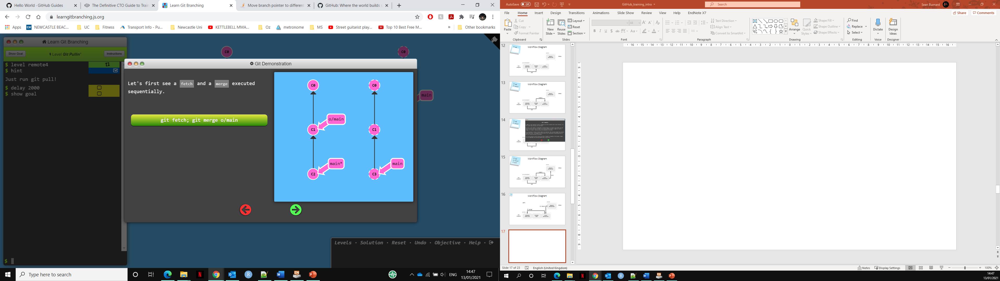 Hello World · GitHub Guides
The Definitive CTO Guide to Train
Learn Git Branching
Move branch pointer to different
GitHub: Where the world builds s
learngitbranching.js.org
Apps
NEWCASTLE BEAC...
UC
Fitness
Transport Info - Pu...
Newcastle Uni
KETTLEBELL MMA...
Oz
metronome
MS
Street guitarist play...
Top 10 Best Free M...
»
Other bookmarks
Learn Git Branching
Show Goal
Level Git Pullin'
Instructions
$ level remote4
$ hint
Just run git pull!
$ delay 2000
$ show goal
$
C0
C0
main
Git Demonstration
Let's first see a fetch and a merge executed
sequentially.
git fetch; git merge o/main
C0
C0
o/main
C1
C1
main*
main
C2
C3
Levels · Solution · Reset · Undo · Objective · Help ·
Type here to search
ENG
14:47
13/01/2021
AutoSave Off
GitHub_training_intro
Search
Sean Burnard
File
Home
Insert
Design
Transitions
Animations
Slide Show
Review
View
Help
EndNote X7
Share
Comments
Paste
Cut
Copy
Format Painter
Clipboard
New
Slide
Reuse
Slides
Layout
Reset
Section
Slides
44
Font
Text Direction
Align Text
Convert to SmartArt
Paragraph
Arrange
Quick
Styles
Shape Fill
Shape Outline
Shape Effects
Drawing
Find
Replace
Select
Editing
Dictate
Voice
Design
Ideas
Designer
12
Workflow Diagram
13
Workflow Diagram
14
15
Workflow Diagram
16
Workflow Diagram
17
Slide 17 of 23
English (United Kingdom)
Notes
Display Settings
100%
14:47
13/01/2021